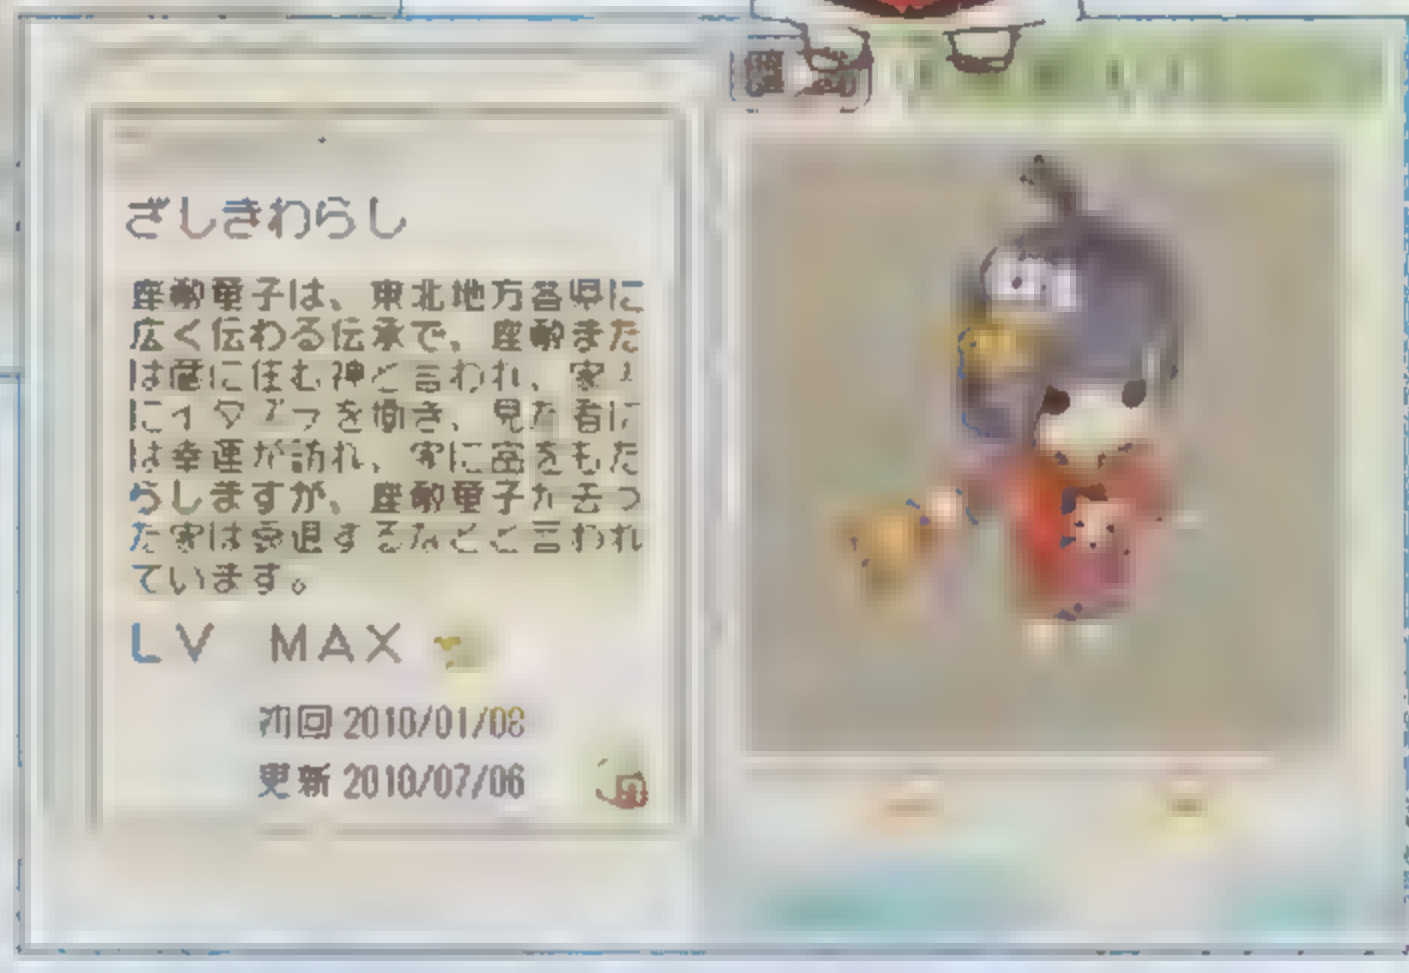 ざしきわらし
座敷童子は、東北地方各県に
広く伝わる伝承で、座敷また
は蔵に住む神と言われ、家人
にイタズラを働き、見た者に
は幸運が訪れ、家に富をもた
らしますが、座敷童子が去っ
た家は衰退するなどと言われ
ています。
LV MAX
初回 2010/01/08
更新 2010/07/06